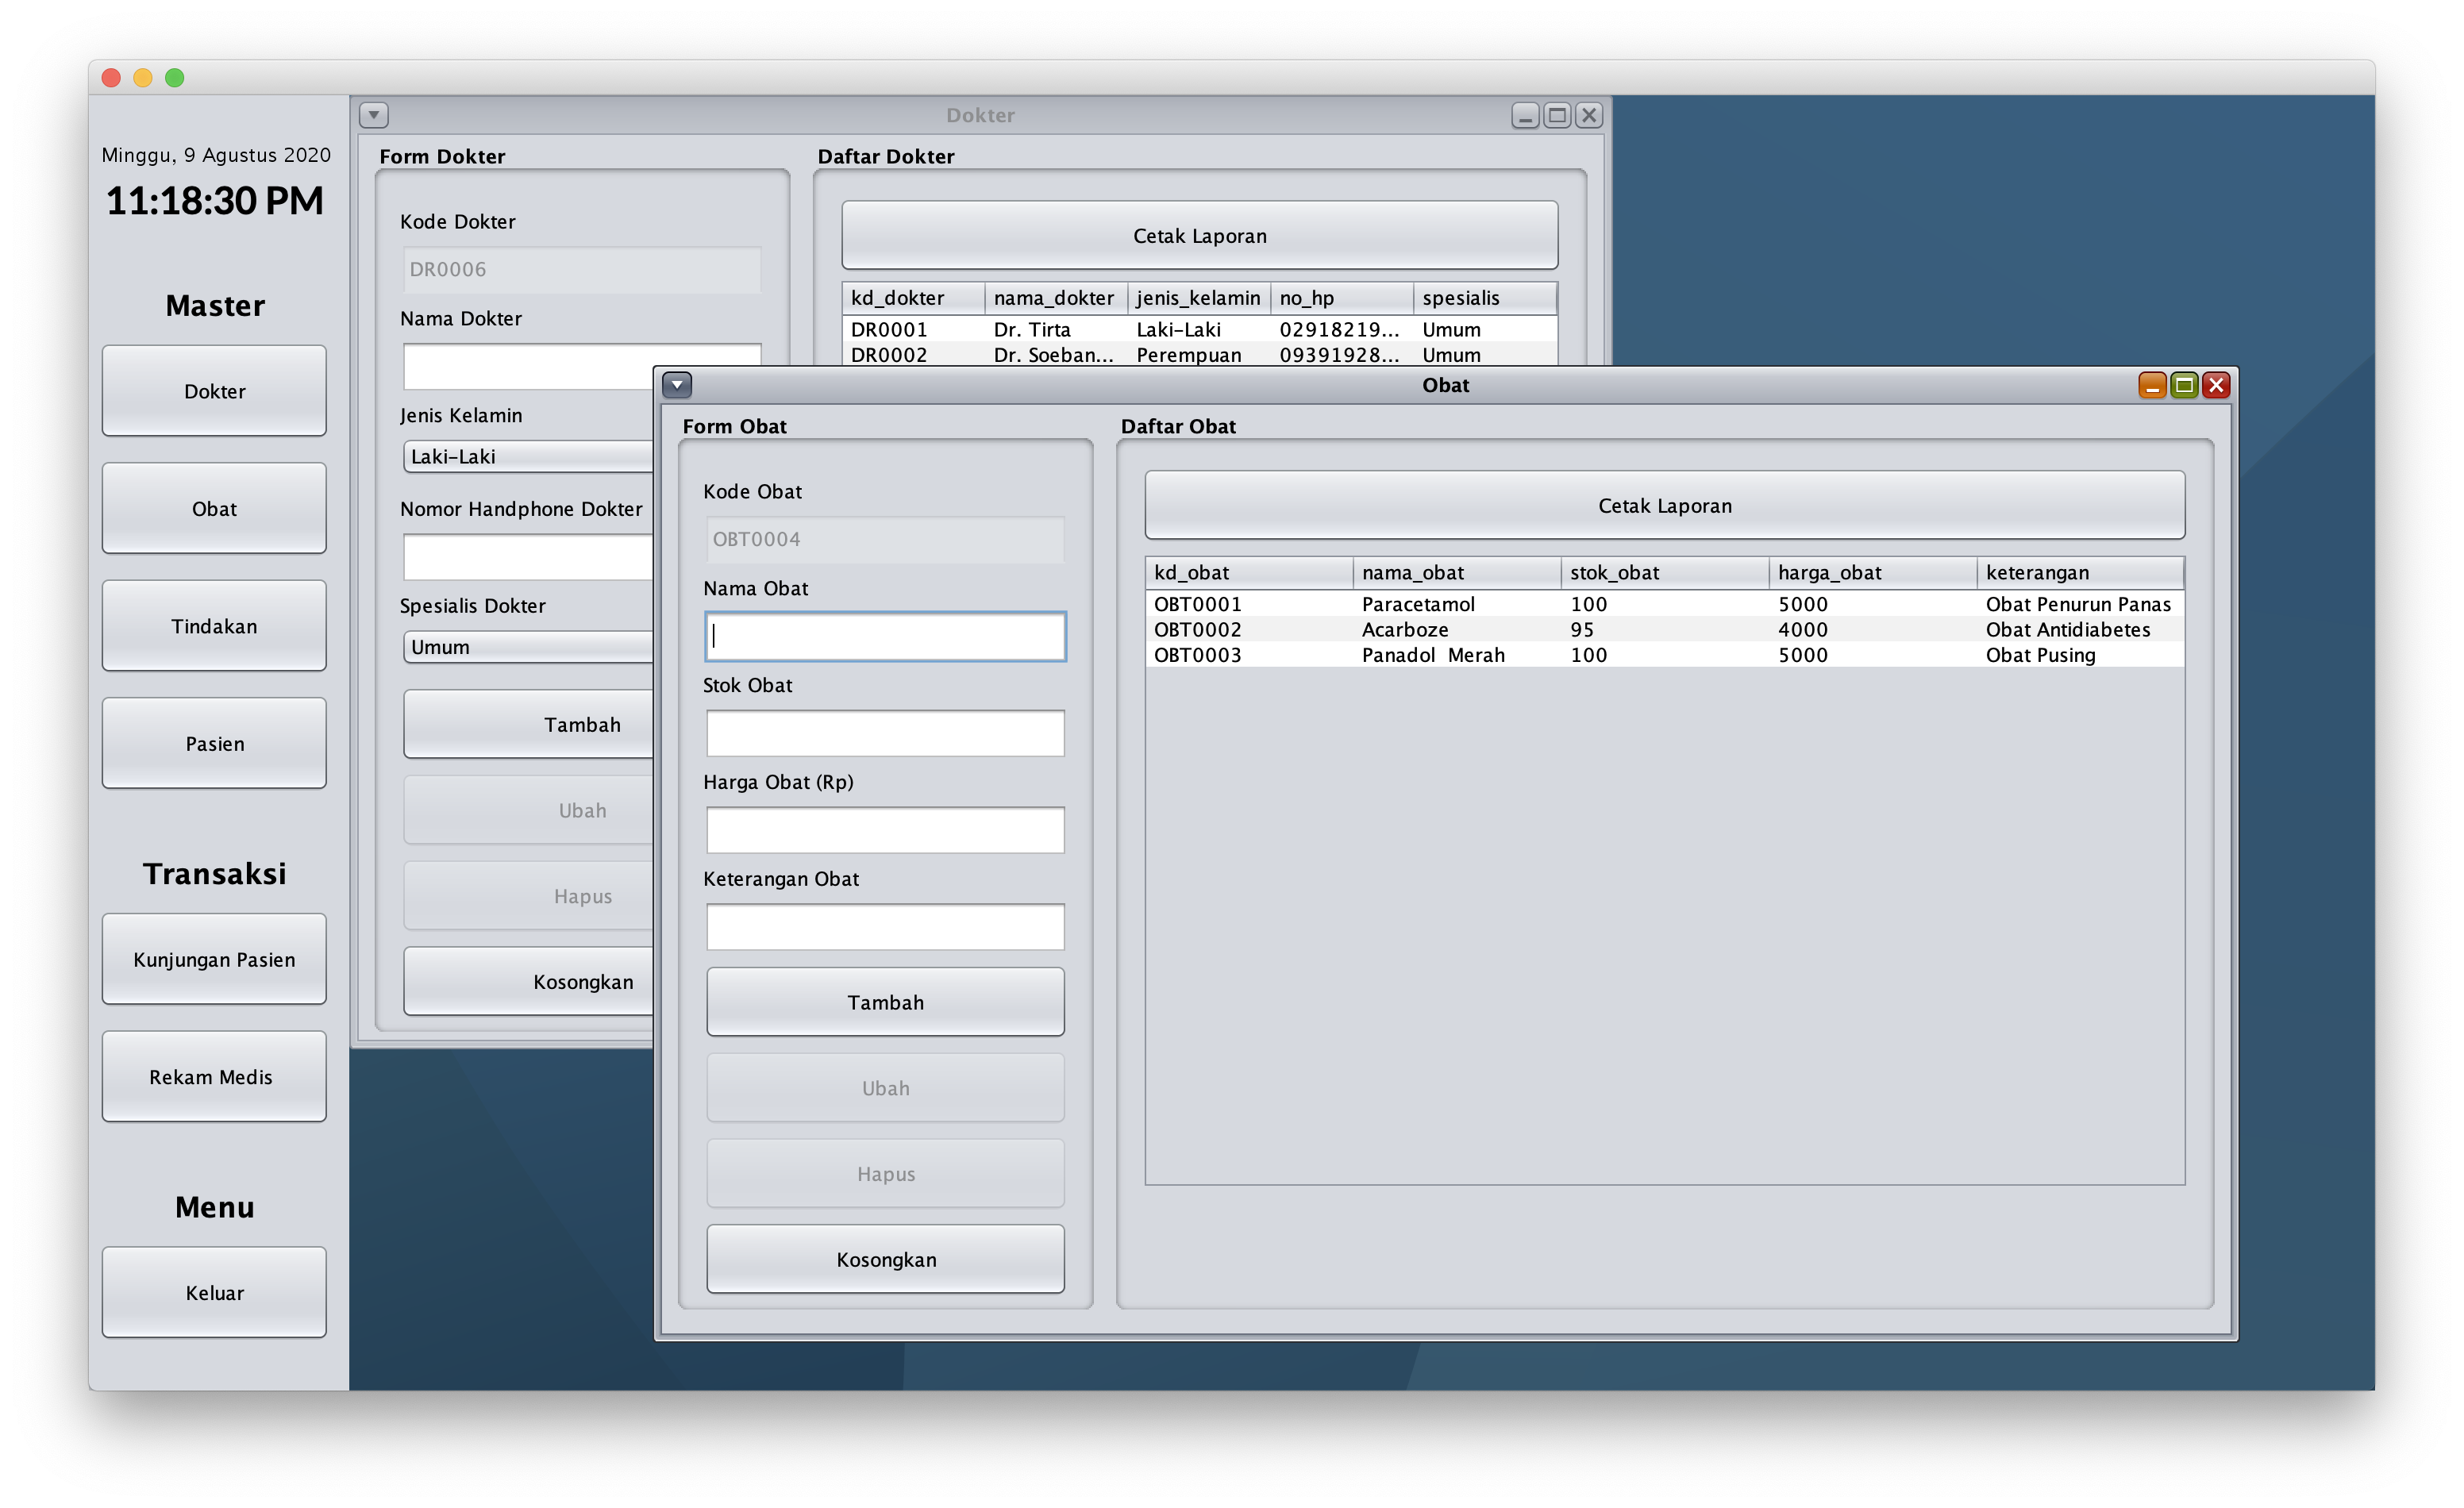 Minggu, 9 Agustus 2020
11:18:30 PM
Master
Dokter
Obat
Tindakan
Pasien
Transaksi
Kunjungan Pasien
Rekam Medis
Menu
Keluar
Dokter
Form Dokter
Kode Dokter
DR0006
Nama Dokter
Jenis Kelamin
Laki-Laki
Nomor Handphone Dokter
Spesialis Dokter
Umum
Tambah
Ubah
Hapus
Kosongkan
Daftar Dokter
Cetak Laporan
kd_dokter nama_dokter jenis_kelamin no_hp spesialis
DR0001 Dr. Tirta Laki-Laki 02918219... Umum
DR0002 Dr. Soeban... Perempuan 09391928... Umum
Obat
Form Obat
Kode Obat
OBT0004
Nama Obat
Stok Obat
Harga Obat (Rp)
Keterangan Obat
Tambah
Ubah
Hapus
Kosongkan
Daftar Obat
Cetak Laporan
kd_obat nama_obat stok_obat harga_obat keterangan
OBT0001 Paracetamol 100 5000 Obat Penurun Panas
OBT0002 Acarboze 95 4000 Obat Antidiabetes
OBT0003 Panadol  Merah 100 5000 Obat Pusing